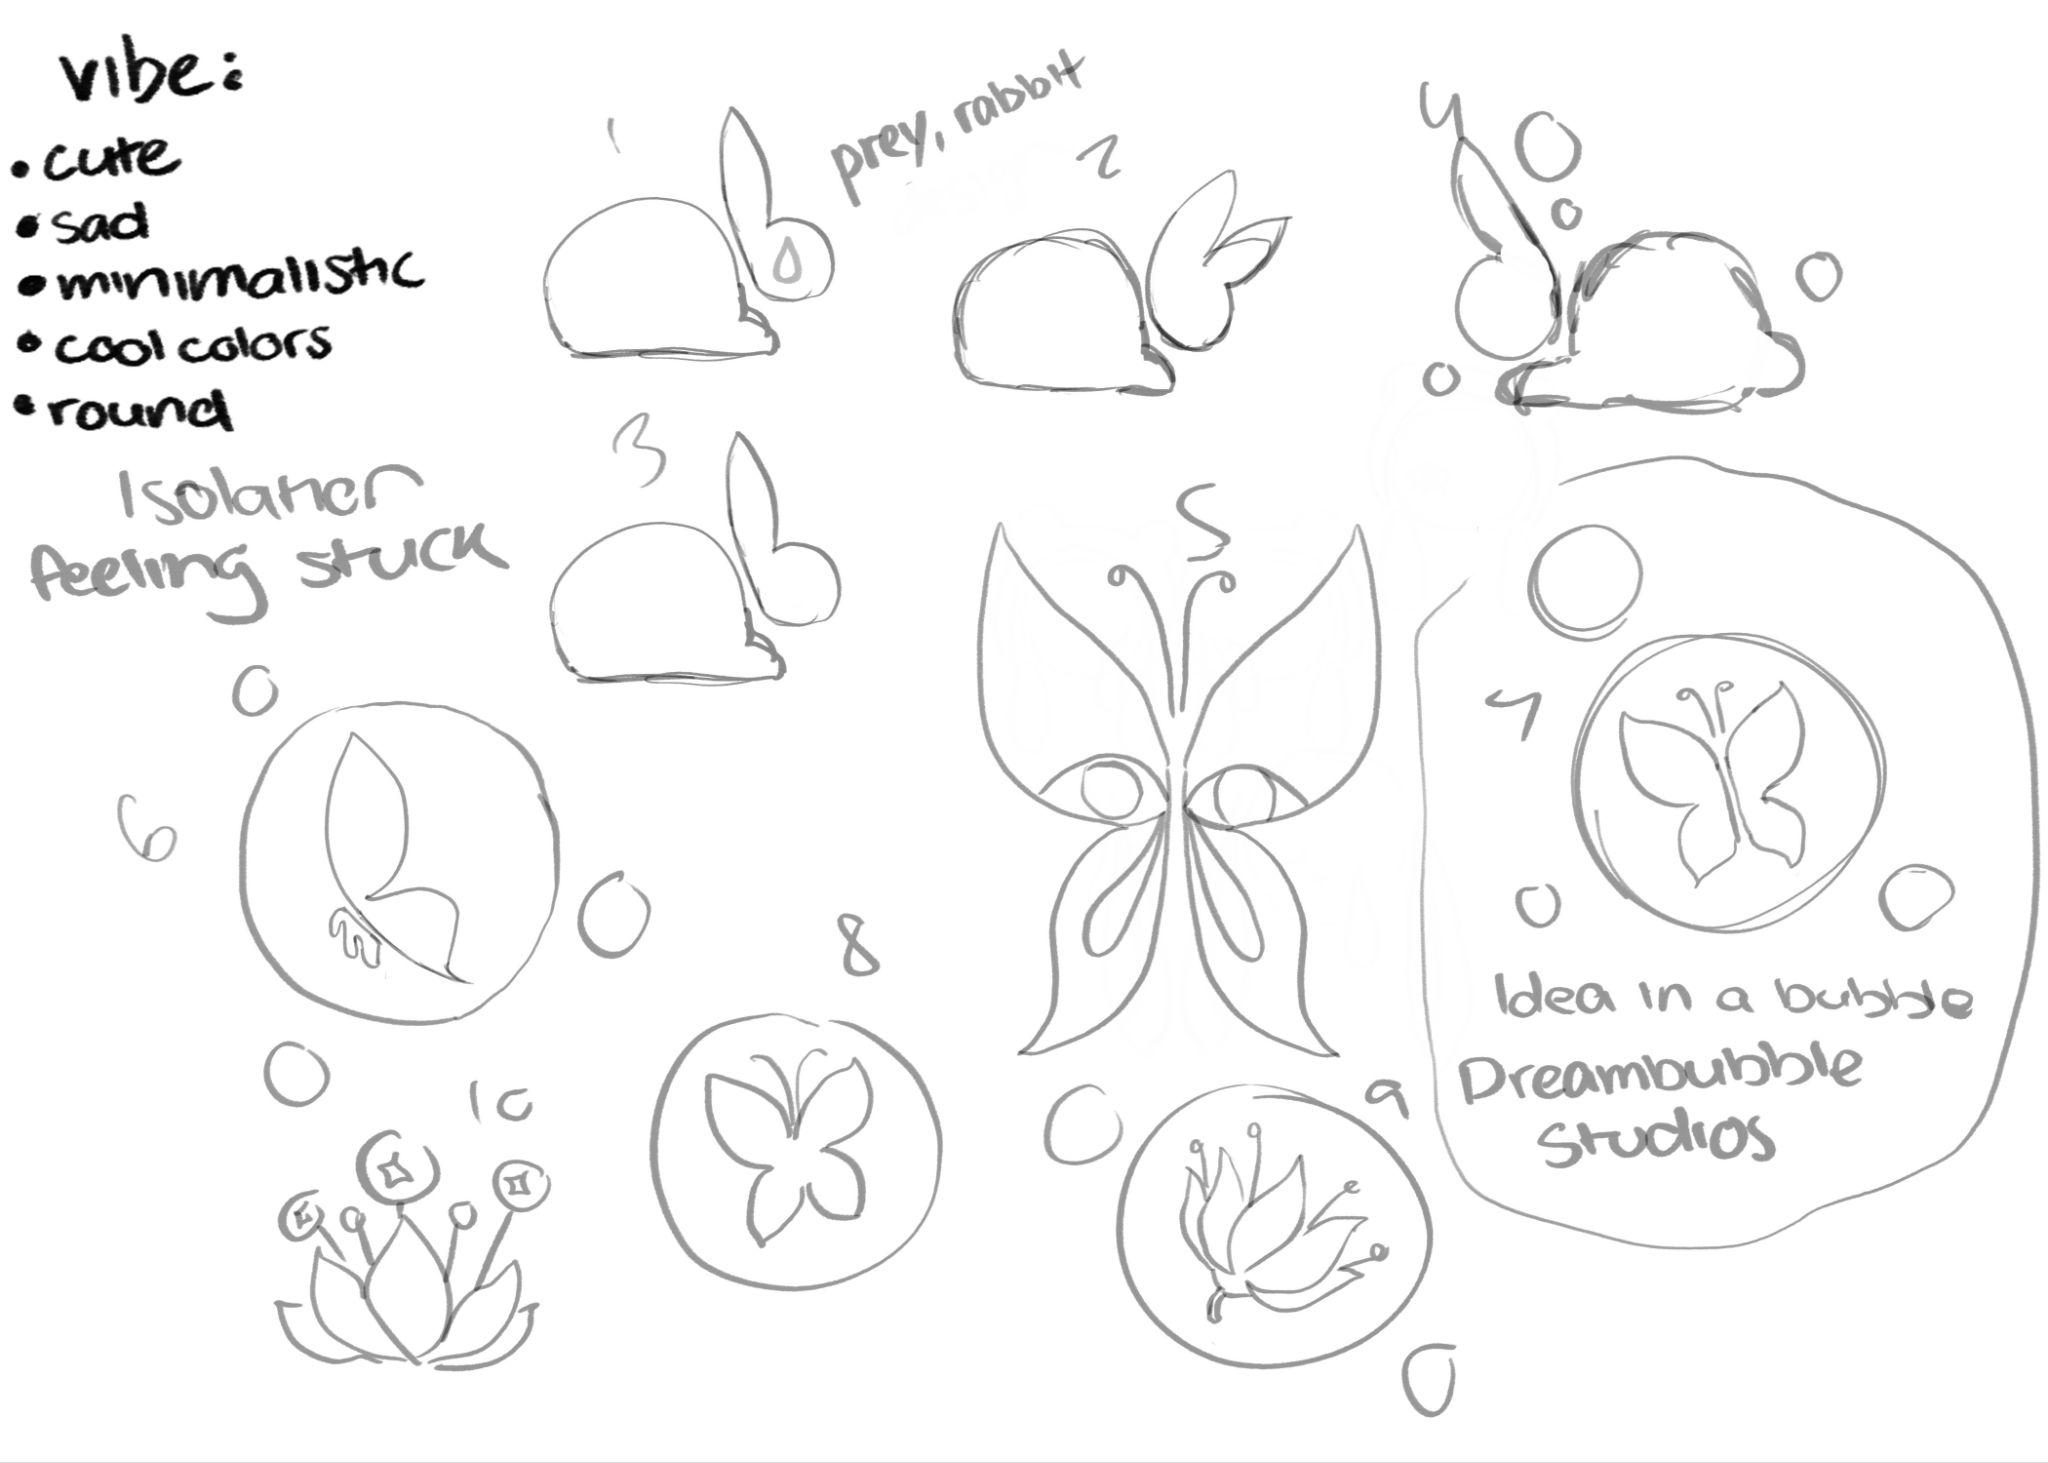 vibe:
• cute
• sad
• minimalistic
• cool colors
• round
Isolation
feeling stuck
1
prey, rabbit
2
4
3
5
6
7
8
9
10
Idea in a bubble
Dreambubble
Studios